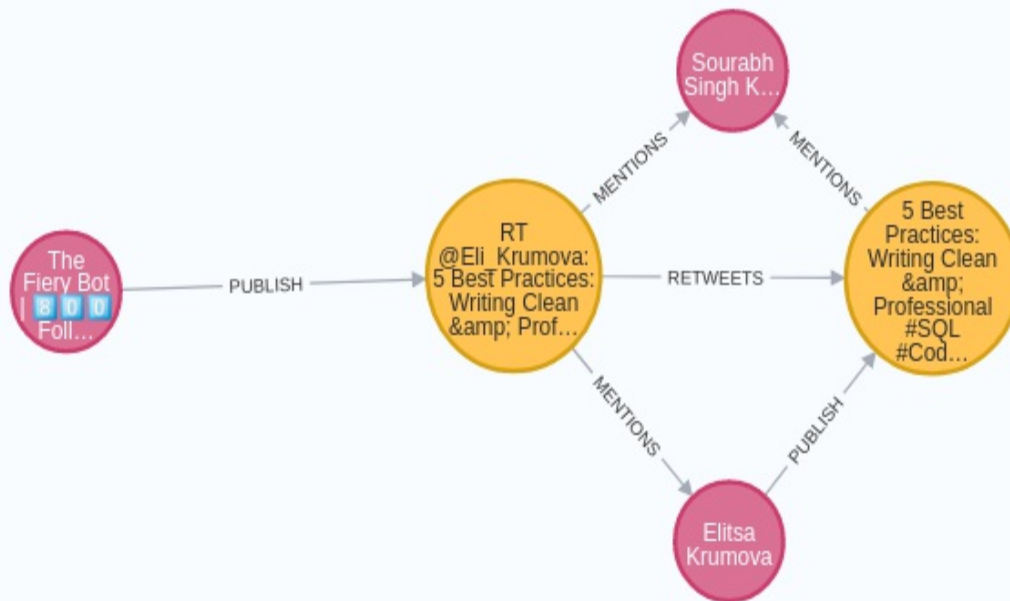 Sourabh
Singh K...
MENTIONS
MENTIONS
The
Fiery Bot
| 8️⃣0️⃣0️⃣
Foll...
PUBLISH
RT
@Eli_Krumova:
5 Best Practices:
Writing Clean
&amp; Prof...
RETWEETS
5 Best
Practices:
Writing Clean
&amp;
Professional
#SQL
#Cod...
MENTIONS
PUBLISH
Elitsa
Krumova